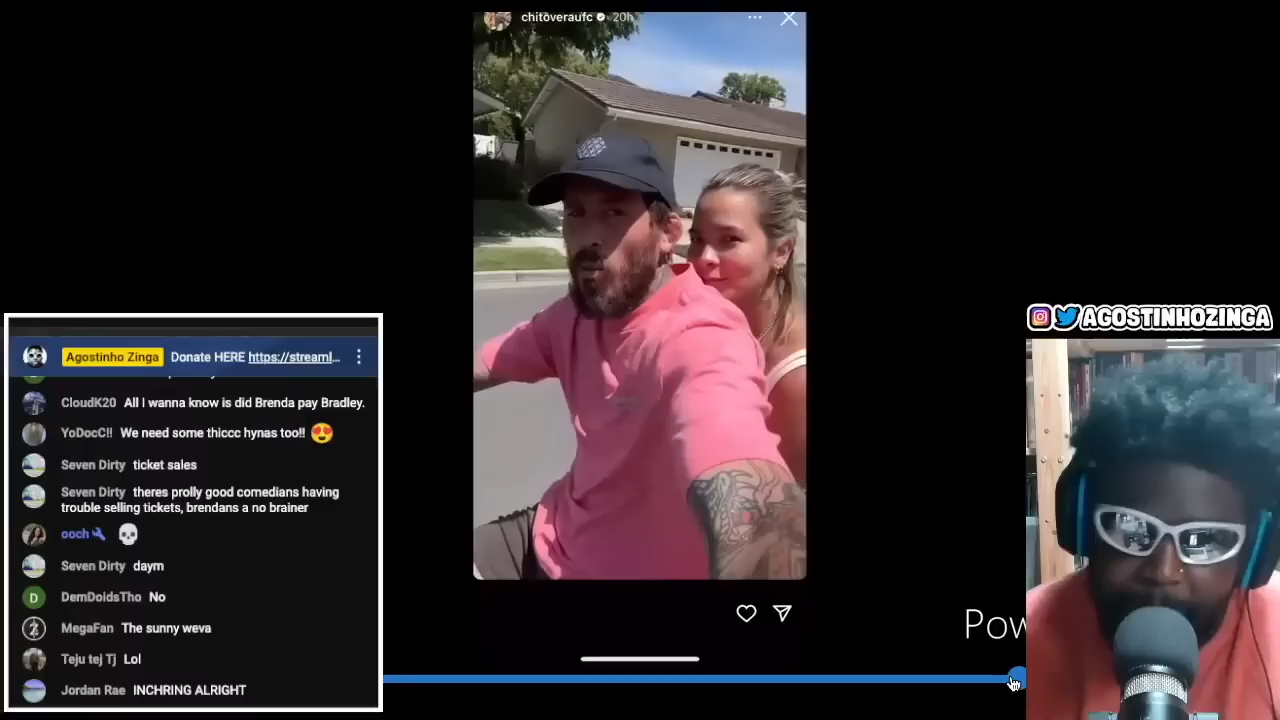 chitoveraufc 20h
AGOSTINHOZINGA
Agostinho Zinga Donate HERE https://streaml...
CloudK20 All I wanna know is did Brenda pay Bradley.
YoDocC!! We need some thiccc hynas too!!
Seven Dirty ticket sales
Seven Dirty theres prolly good comedians having
trouble selling tickets, brendans a no brainer
ooch
Seven Dirty daym
D DemDoidsTho No
MegaFan The sunny weva
Teju tej Tj Lol
Jordan Rae INCHRING ALRIGHT
Pow